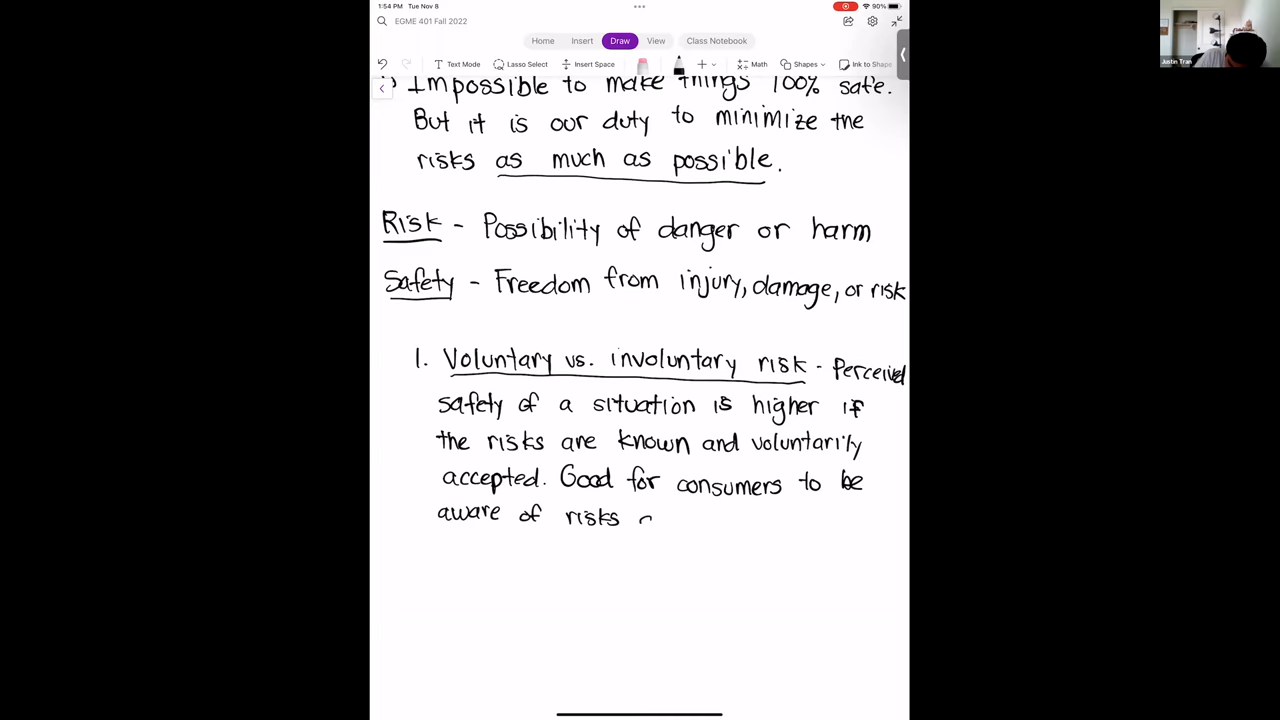 1:54 PM Tue Nov 8
90%
EGME 401 Fall 2022
Home Insert Draw View Class Notebook
Text Mode Lasso Select Insert Space Math Shapes Ink to Shape
Impossible to make things 100% safe.
But it is our duty to minimize the
risks as much as possible.
Risk - Possibility of danger or harm
Safety - Freedom from injury, damage, or risk
1. Voluntary vs. involuntary risk - Perceived
safety of a situation is higher if
the risks are known and voluntarily
accepted. Good for consumers to be
aware of risks
Justin Tran